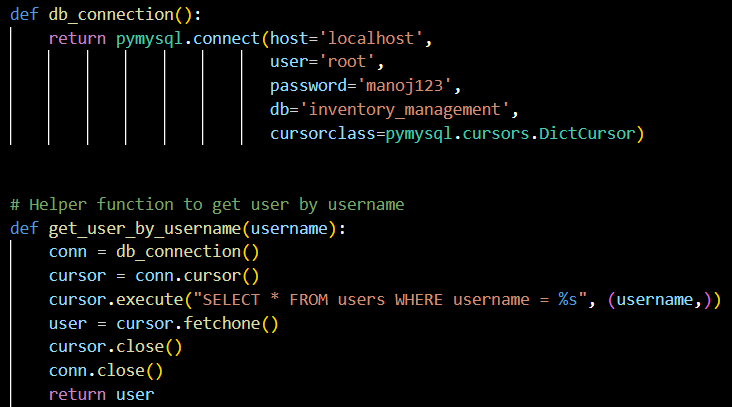 def db_connection():
    return pymysql.connect(host='localhost',
                           user='root',
                           password='manoj123',
                           db='inventory_management',
                           cursorclass=pymysql.cursors.DictCursor)

# Helper function to get user by username
def get_user_by_username(username):
    conn = db_connection()
    cursor = conn.cursor()
    cursor.execute("SELECT * FROM users WHERE username = %s", (username,))
    user = cursor.fetchone()
    cursor.close()
    conn.close()
    return user